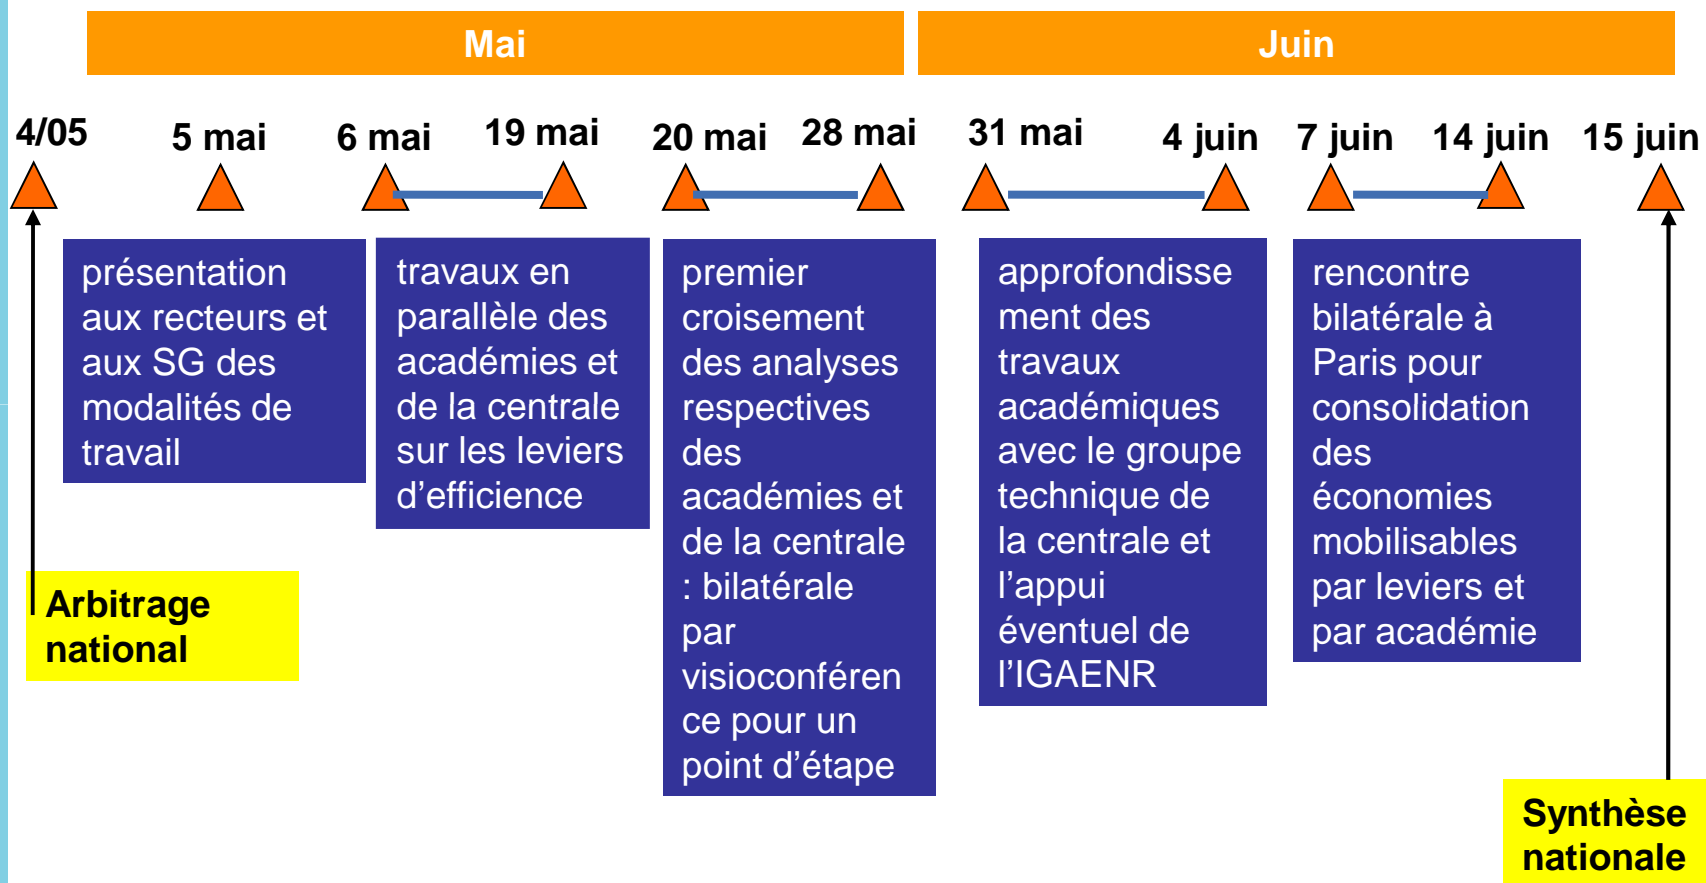 Mai
Juin
4/05
5 mai
6 mai
19 mai
20 mai
28 mai
31 mai
4 juin
7 juin
14 juin
15 juin
présentation
aux recteurs et
aux SG des
modalités de
travail
travaux en
parallèle des
académies et
de la centrale
sur les leviers
d’efficience
premier
croisement
des analyses
respectives
des
académies et
de la centrale
: bilatérale
par
visioconféren
ce pour un
point d’étape
approfondisse
ment des
travaux
académiques
avec le groupe
technique de
la centrale et
l’appui
éventuel de
l’IGAENR
rencontre
bilatérale à
Paris pour
consolidation
des
économies
mobilisables
par leviers et
par académie
Arbitrage
national
Synthèse
nationale